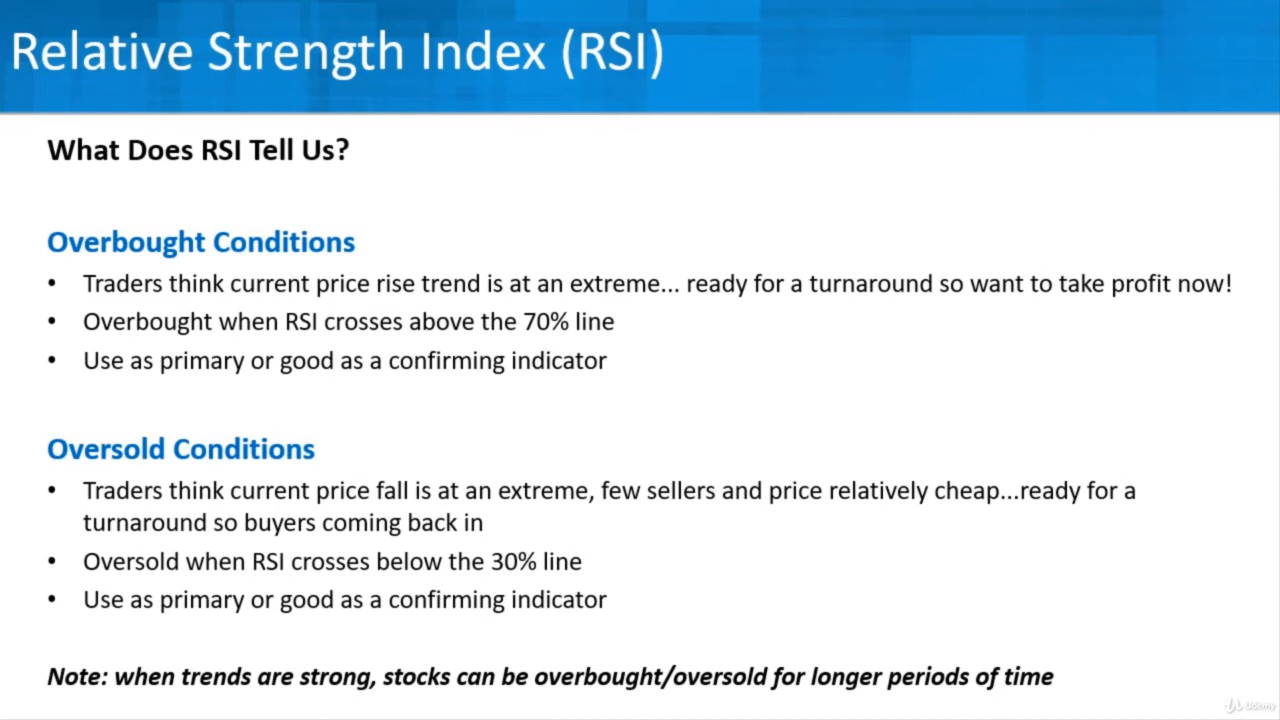 Relative Strength Index (RSI)
What Does RSI Tell Us?
Overbought Conditions
• Traders think current price rise trend is at an extreme... ready for a turnaround so want to take profit now!
• Overbought when RSI crosses above the 70% line
• Use as primary or good as a confirming indicator
Oversold Conditions
• Traders think current price fall is at an extreme, few sellers and price relatively cheap...ready for a
turnaround so buyers coming back in
• Oversold when RSI crosses below the 30% line
• Use as primary or good as a confirming indicator
Note: when trends are strong, stocks can be overbought/oversold for longer periods of time
Udemy